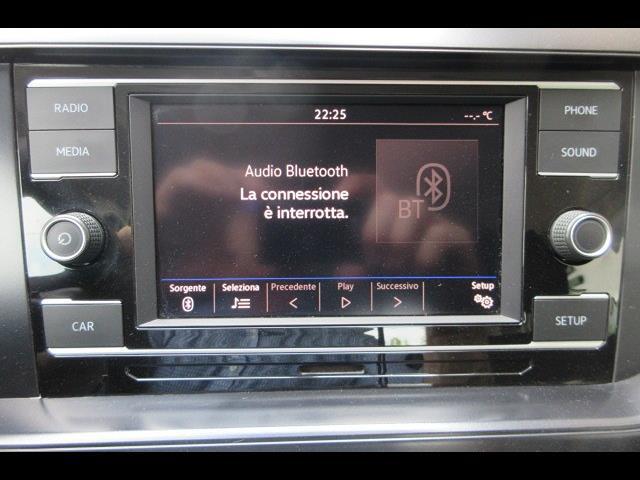 RADIO
MEDIA
CAR
22:25
--.- °C
Audio Bluetooth
La connessione
è interrotta.
BT
Sorgente Seleziona Precedente Play Successivo Setup
PHONE
SOUND
SETUP